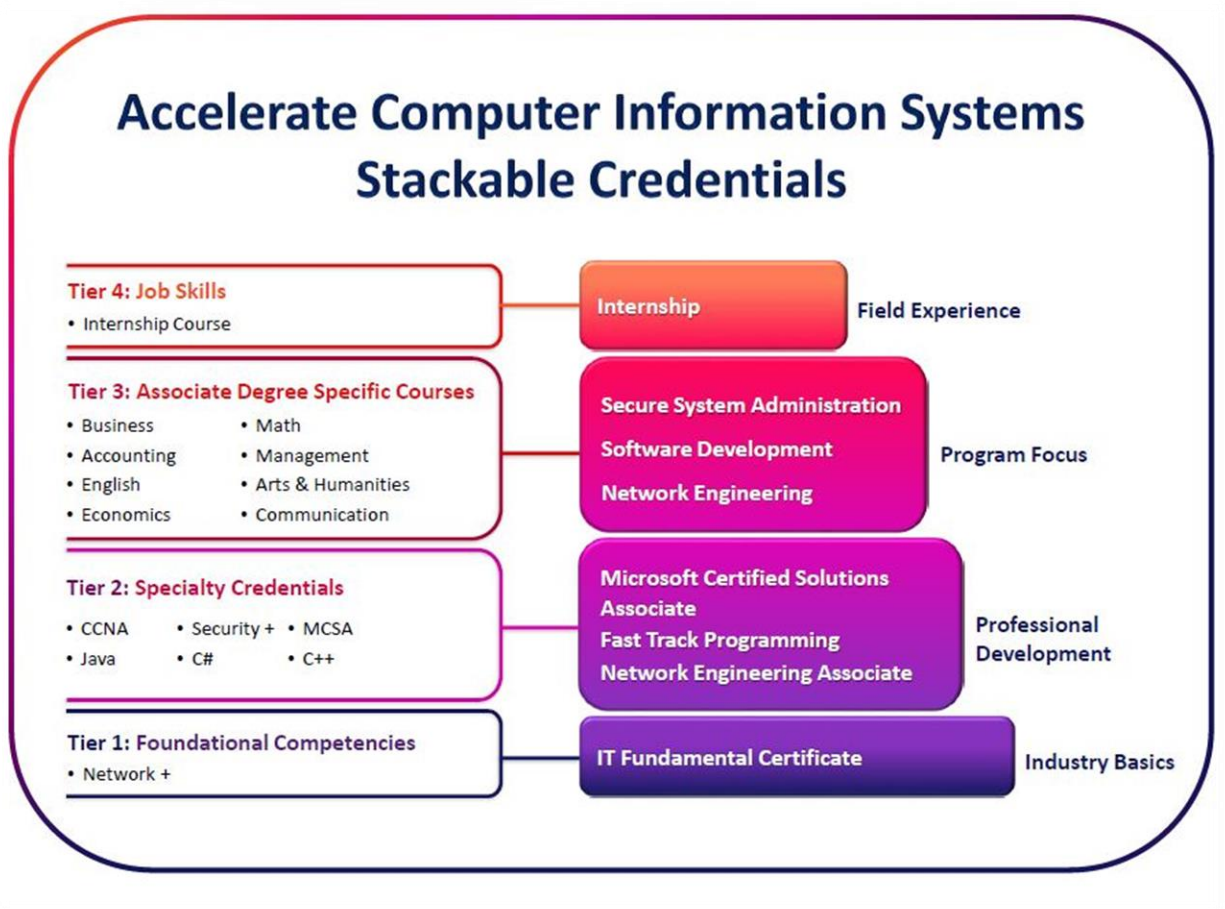 Accelerate Computer Information Systems
Stackable Credentials
Tier 4: Job Skills
• Internship Course
Internship
Field Experience
Tier 3: Associate Degree Specific Courses
• Business • Math
• Accounting • Management
• English • Arts & Humanities
• Economics • Communication
Secure System Administration
Software Development
Network Engineering
Program Focus
Tier 2: Specialty Credentials
• CCNA • Security + • MCSA
• Java • C# • C++
Microsoft Certified Solutions
Associate
Fast Track Programming
Network Engineering Associate
Professional
Development
Tier 1: Foundational Competencies
• Network +
IT Fundamental Certificate
Industry Basics